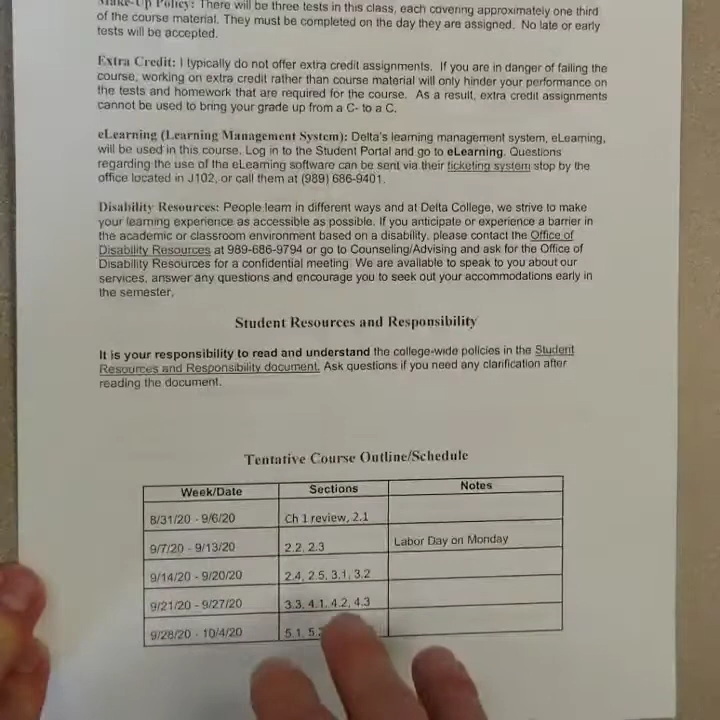 Make-Up Policy: There will be three tests in this class, each covering approximately one third
of the course material. They must be completed on the day they are assigned. No late or early
tests will be accepted.
Extra Credit: I typically do not offer extra credit assignments. If you are in danger of failing the
course, working on extra credit rather than course material will only hinder your performance on
the tests and homework that are required for the course. As a result, extra credit assignments
cannot be used to bring your grade up from a C- to a C.
eLearning (Learning Management System): Delta's learning management system, eLearning,
will be used in this course. Log in to the Student Portal and go to eLearning. Questions
regarding the use of the eLearning software can be sent via their ticketing system stop by the
office located in J102, or call them at (989) 686-9401.
Disability Resources: People learn in different ways and at Delta College, we strive to make
your learning experience as accessible as possible. If you anticipate or experience a barrier in
the academic or classroom environment based on a disability, please contact the Office of
Disability Resources at 989-686-9794 or go to Counseling/Advising and ask for the Office of
Disability Resources for a confidential meeting. We are available to speak to you about our
services, answer any questions and encourage you to seek out your accommodations early in
the semester.
Student Resources and Responsibility
It is your responsibility to read and understand the college-wide policies in the Student
Resources and Responsibility document. Ask questions if you need any clarification after
reading the document.
Tentative Course Outline/Schedule
Week/Date Sections Notes
8/31/20 - 9/6/20 Ch 1 review, 2.1
9/7/20 - 9/13/20 2.2, 2.3 Labor Day on Monday
9/14/20 - 9/20/20 2.4, 2.5, 3.1, 3.2
9/21/20 - 9/27/20 3.3, 4.1, 4.2, 4.3
9/28/20 - 10/4/20 5.1,